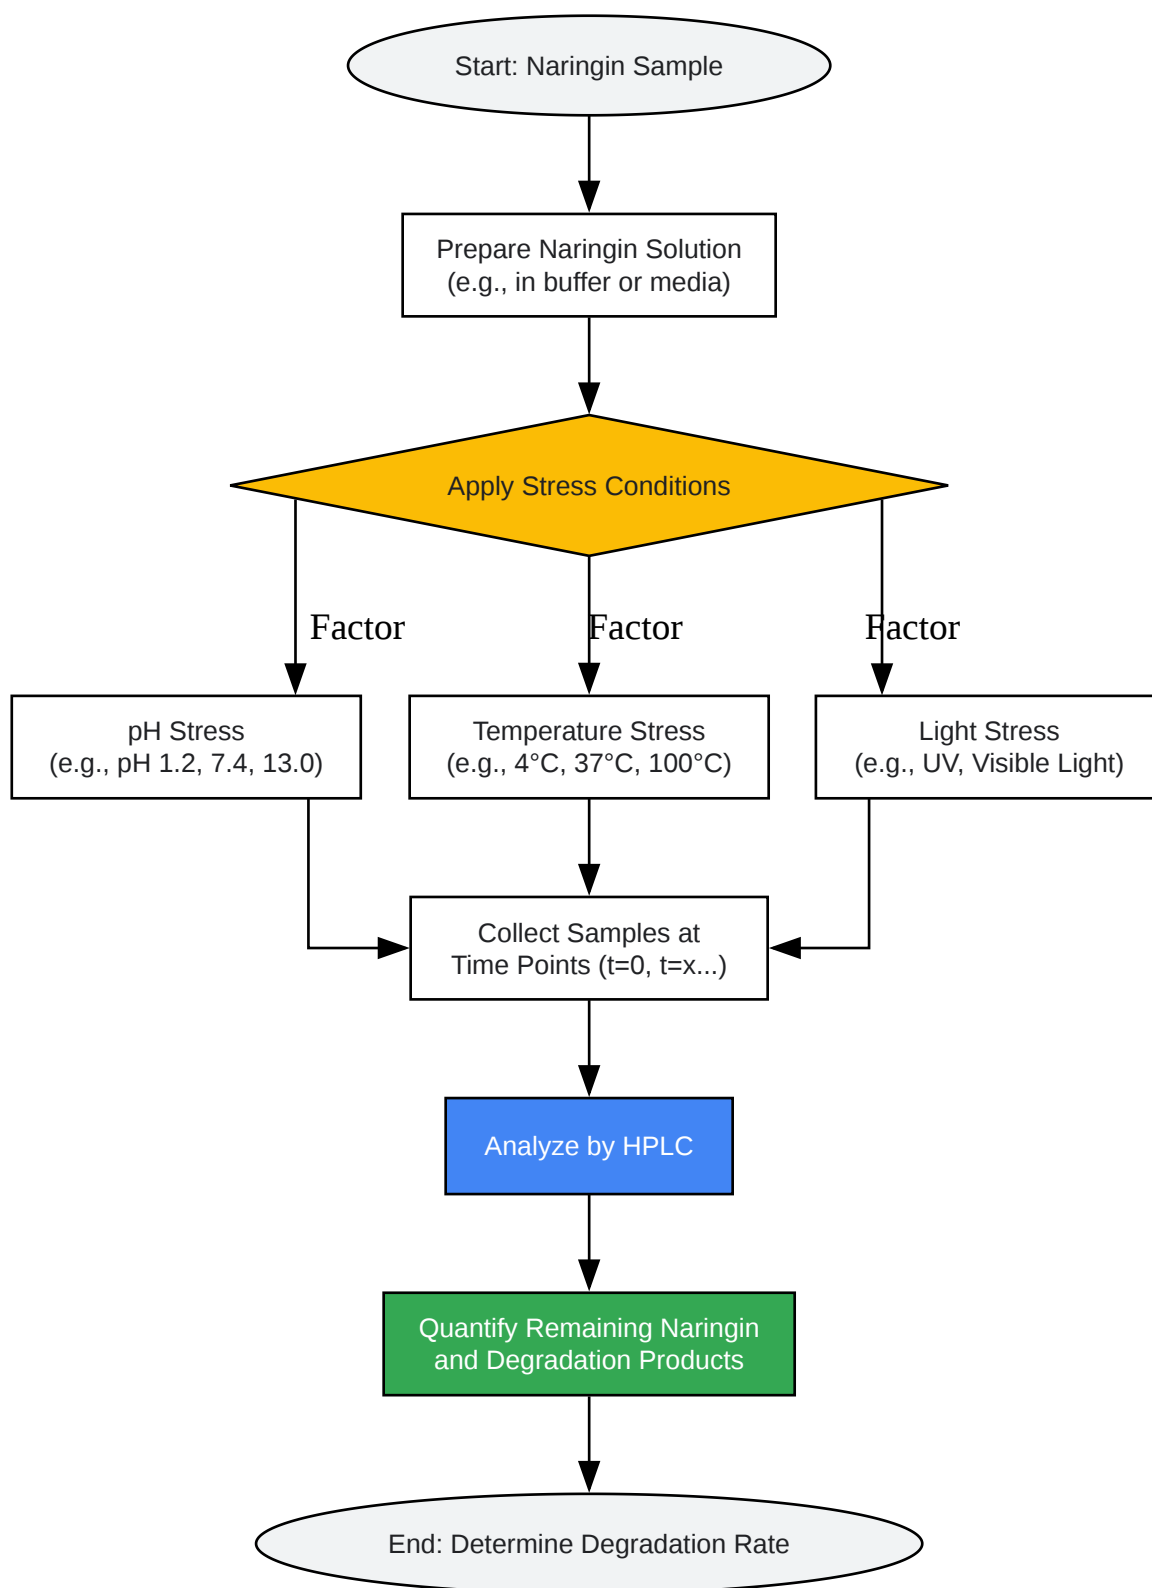 Start: Naringin Sample
Prepare Naringin Solution
(e.g., in buffer or media)
Apply Stress Conditions
Factor
Factor
Factor
pH Stress
(e.g., pH 1.2, 7.4, 13.0)
Temperature Stress
(e.g., 4°C, 37°C, 100°C)
Light Stress
(e.g., UV, Visible Light)
Collect Samples at
Time Points (t=0, t=x...)
Analyze by HPLC
Quantify Remaining Naringin
and Degradation Products
End: Determine Degradation Rate